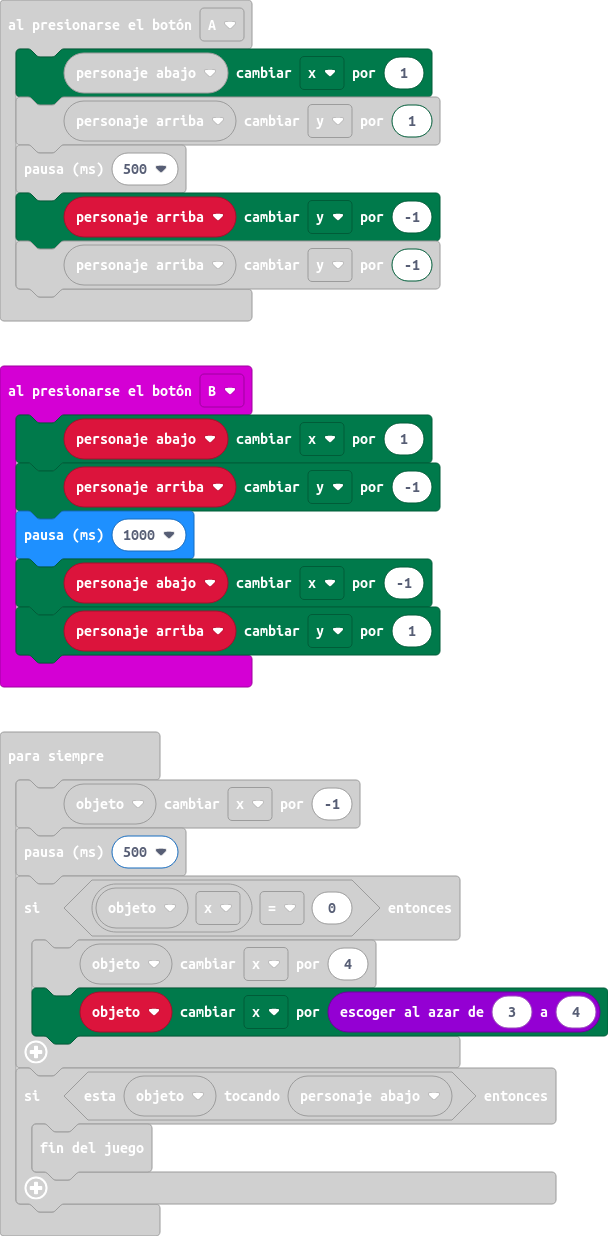 al presionarse el botón A
personaje abajo cambiar x por 1
personaje arriba cambiar y por 1
pausa (ms) 500
personaje arriba cambiar y por -1
personaje arriba cambiar y por -1
al presionarse el botón B
personaje abajo cambiar x por 1
personaje arriba cambiar y por -1
pausa (ms) 1000
personaje abajo cambiar x por -1
personaje arriba cambiar y por 1
para siempre
objeto cambiar x por -1
pausa (ms) 500
si objeto x = 0 entonces
objeto cambiar x por 4
objeto cambiar x por escoger al azar de 3 a 4
si esta objeto tocando personaje abajo entonces
fin del juego